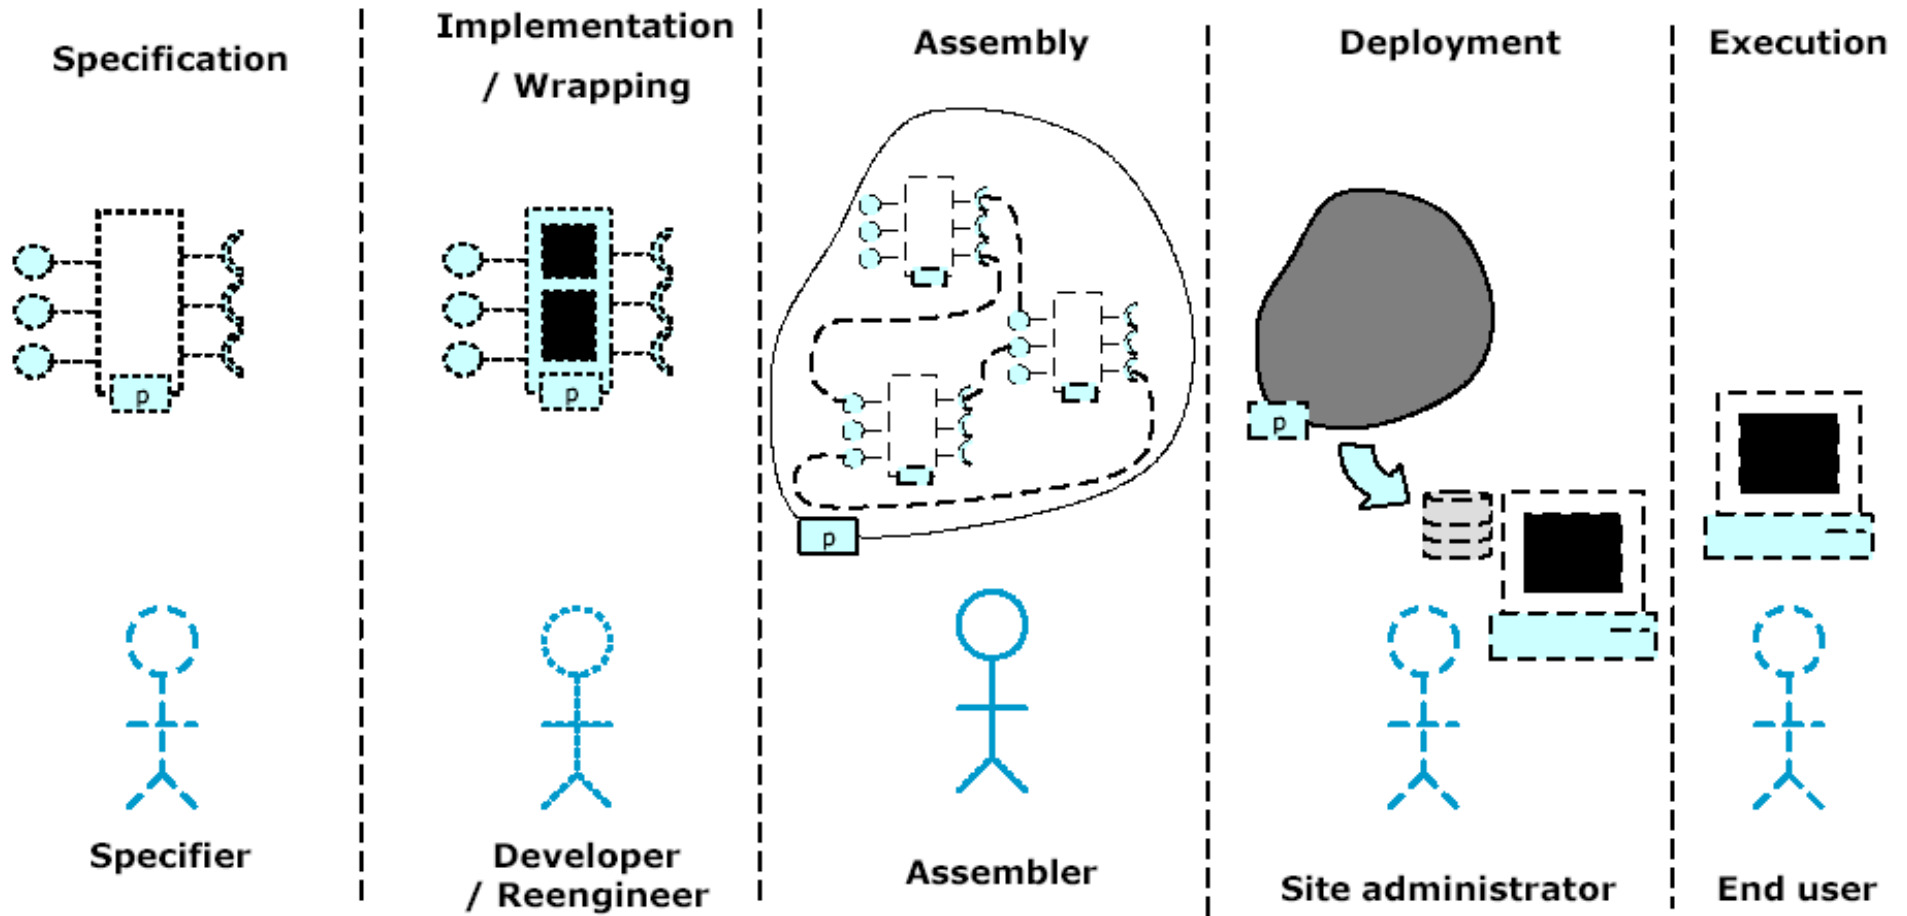 Specification
Implementation
/ Wrapping
Assembly
Deployment
Execution
p
p
p
p
Specifier
Developer
/ Reengineer
Assembler
Site administrator
End user